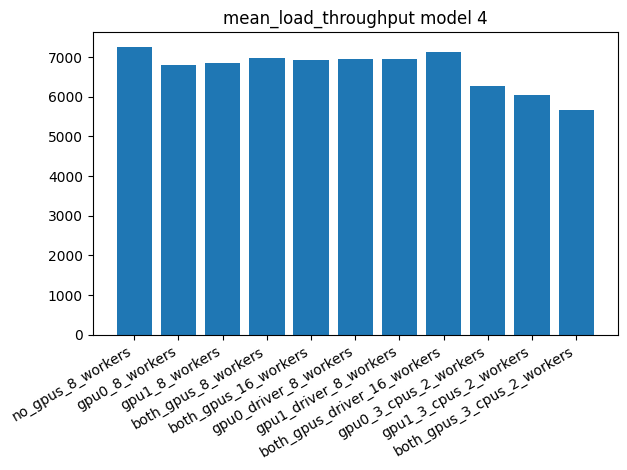 mean_load_throughput model 4
7000
6000
5000
4000
3000
2000
1000
0
no_gpus_8_workers
gpu0_8_workers
gpu1_8_workers
both_gpus_8_workers
both_gpus_16_workers
gpu0_driver_8_workers
gpu1_driver_8_workers
both_gpus_driver_16_workers
gpu0_3_cpus_2_workers
gpu1_3_cpus_2_workers
both_gpus_3_cpus_2_workers